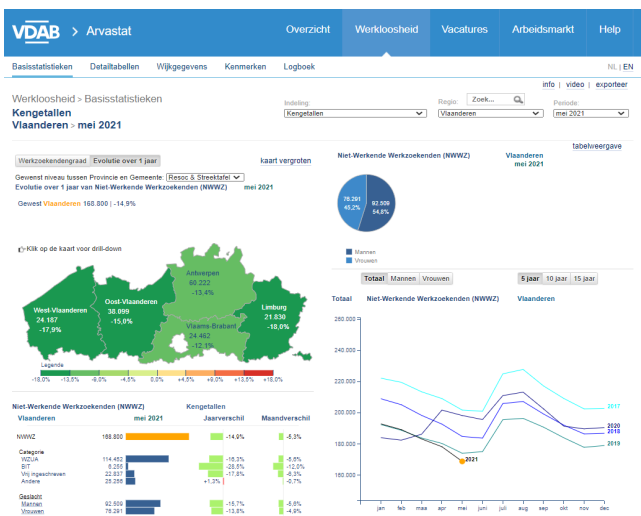 VDAB > Arvastat
Overzicht Werkloosheid Vacatures Arbeidsmarkt Help
Basisstatistieken Detailtabellen Wijkgegevens Kenmerken Logboek
NL | EN
info | video | exporteer
Werkloosheid > Basisstatistieken
Kengetallen
Vlaanderen > mei 2021
Indeling:
Kengetallen
Regio: Zoek...
Vlaanderen
Periode:
mei 2021
tabelweergave
Werkzoekendengraad Evolutie over 1 jaar
kaart vergroten
Gewenst niveau tussen Provincie en Gemeente: Resoc & Streektafel
Evolutie over 1 jaar van Niet-Werkende Werkzoekenden (NWWZ) mei 2021
Gewest Vlaanderen 168.800 | -14,9%
Klik op de kaart voor drill-down
Antwerpen
60.222
-13,4%
West-Vlaanderen
24.187
-17,9%
Oost-Vlaanderen
38.099
-15,0%
Limburg
21.830
-18,0%
Vlaams-Brabant
24.462
-12,1%
Legende
-18,0% -13,5% -9,0% -4,5% 0,0% +4,5% +9,0% +13,5% +18,0%
Niet-Werkende Werkzoekenden (NWWZ) Kengetallen
Vlaanderen mei 2021 Jaarverschil Maandverschil
NWWZ 168.800 -14,9% -5,3%
Categorie
WZUA 114.452 -16,3% -5,6%
BIT 6.255 -26,5% -12,0%
Vrij ingeschreven 22.837 -17,8% -6,3%
Andere 25.256 +1,3% -0,7%
Geslacht
Mannen 92.509 -15,7% -5,6%
Vrouwen 76.291 -13,8% -4,9%
Niet-Werkende Werkzoekenden (NWWZ) Vlaanderen
mei 2021
76.291
45,2%
92.509
54,8%
Mannen
Vrouwen
Totaal Mannen Vrouwen
5 jaar 10 jaar 15 jaar
Totaal Niet-Werkende Werkzoekenden (NWWZ) Vlaanderen
260.000
240.000
220.000
200.000
180.000
160.000
2017
2020
2018
2019
2021
jan feb maa apr mei jun jul aug sep okt nov dec